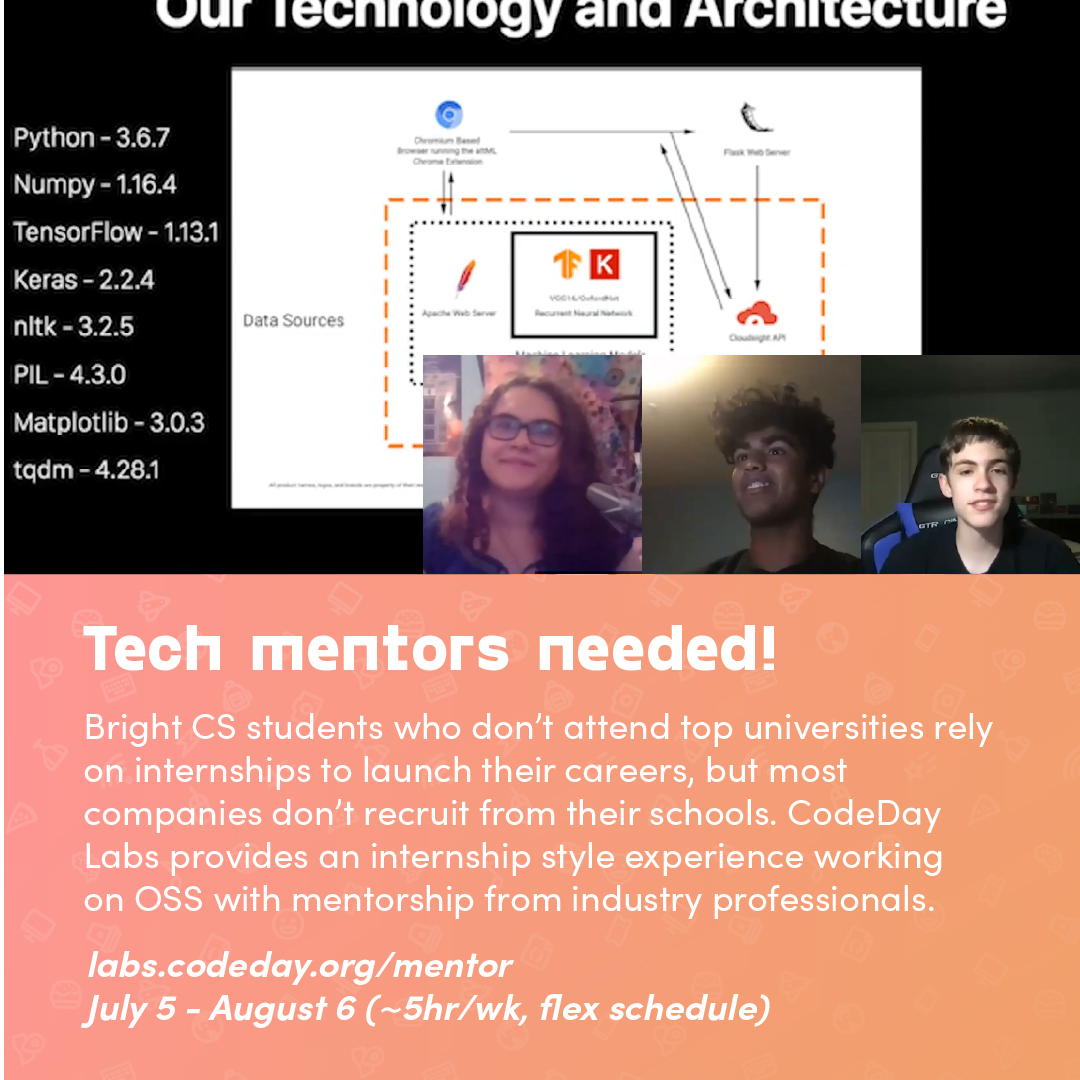 Our Technology and Architecture
Python - 3.6.7
Numpy - 1.16.4
TensorFlow - 1.13.1
Keras - 2.2.4
nltk - 3.2.5
PIL - 4.3.0
Matplotlib - 3.0.3
tqdm - 4.28.1
Chromium Based
Browser running the altML
Chrome Extension
Flask Web Server
Data Sources
Apache Web Server
K
VGG16/OxfordNet
Recurrent Neural Network
Machine Learning Models
Cloudsight API
All product names, logos, and brands are property of their
GTR
Tech mentors needed!
Bright CS students who don’t attend top universities rely
on internships to launch their careers, but most
companies don’t recruit from their schools. CodeDay
Labs provides an internship style experience working
on OSS with mentorship from industry professionals.
labs.codeday.org/mentor
July 5 - August 6 (~5hr/wk, flex schedule)